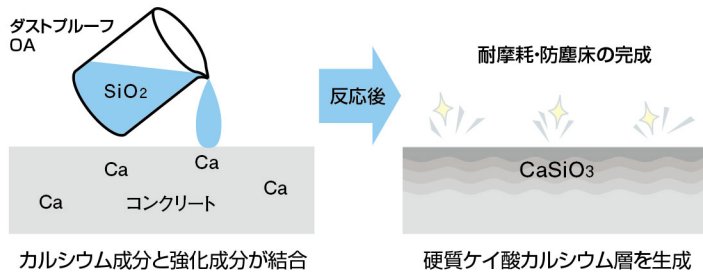 ダストプルーフ
OA
SiO₂
Ca
Ca
Ca
Ca
コンクリート
カルシウム成分と強化成分が結合
反応後
耐摩耗・防塵床の完成
CaSiO₃
硬質ケイ酸カルシウム層を生成